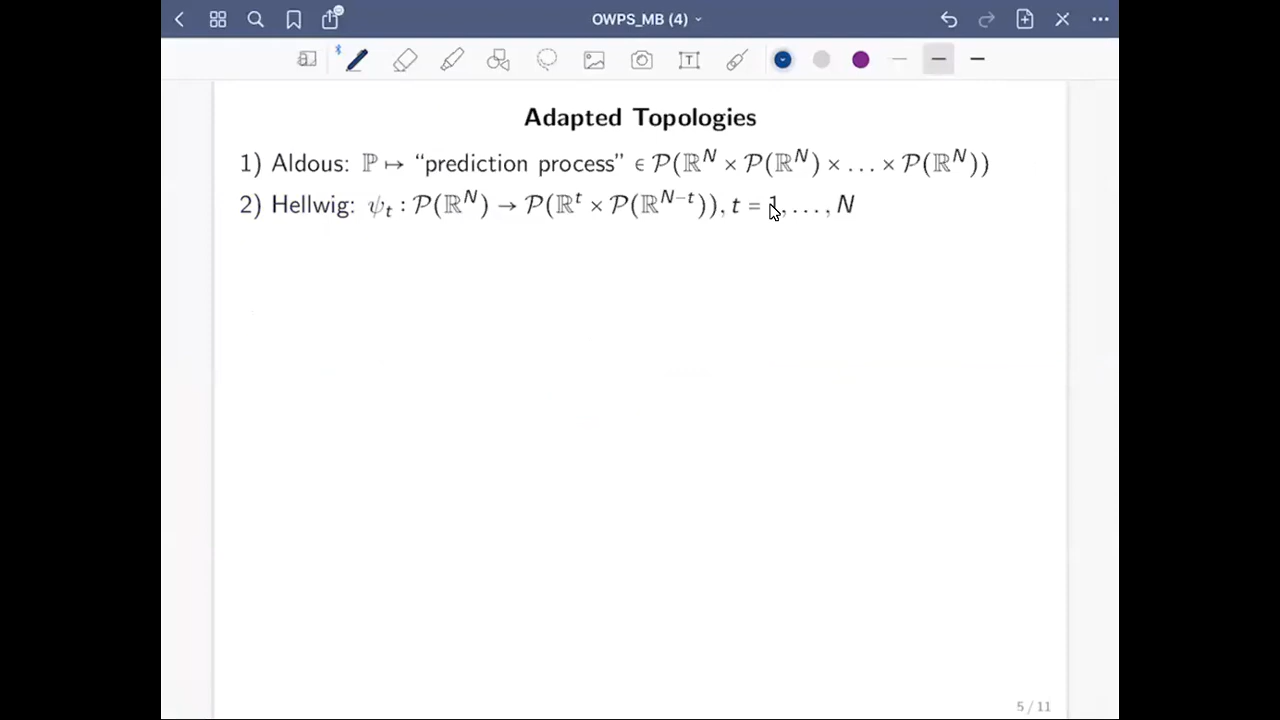 OWPS_MB (4)
T
Adapted Topologies
1) Aldous: ℙ ↦ “prediction process” ∈ 𝒫(ℝ^N × 𝒫(ℝ^N) × … × 𝒫(ℝ^N))
2) Hellwig: ψ_t : 𝒫(ℝ^N) → 𝒫(ℝ^t × 𝒫(ℝ^{N−t})), t = 1, …, N
5 / 11